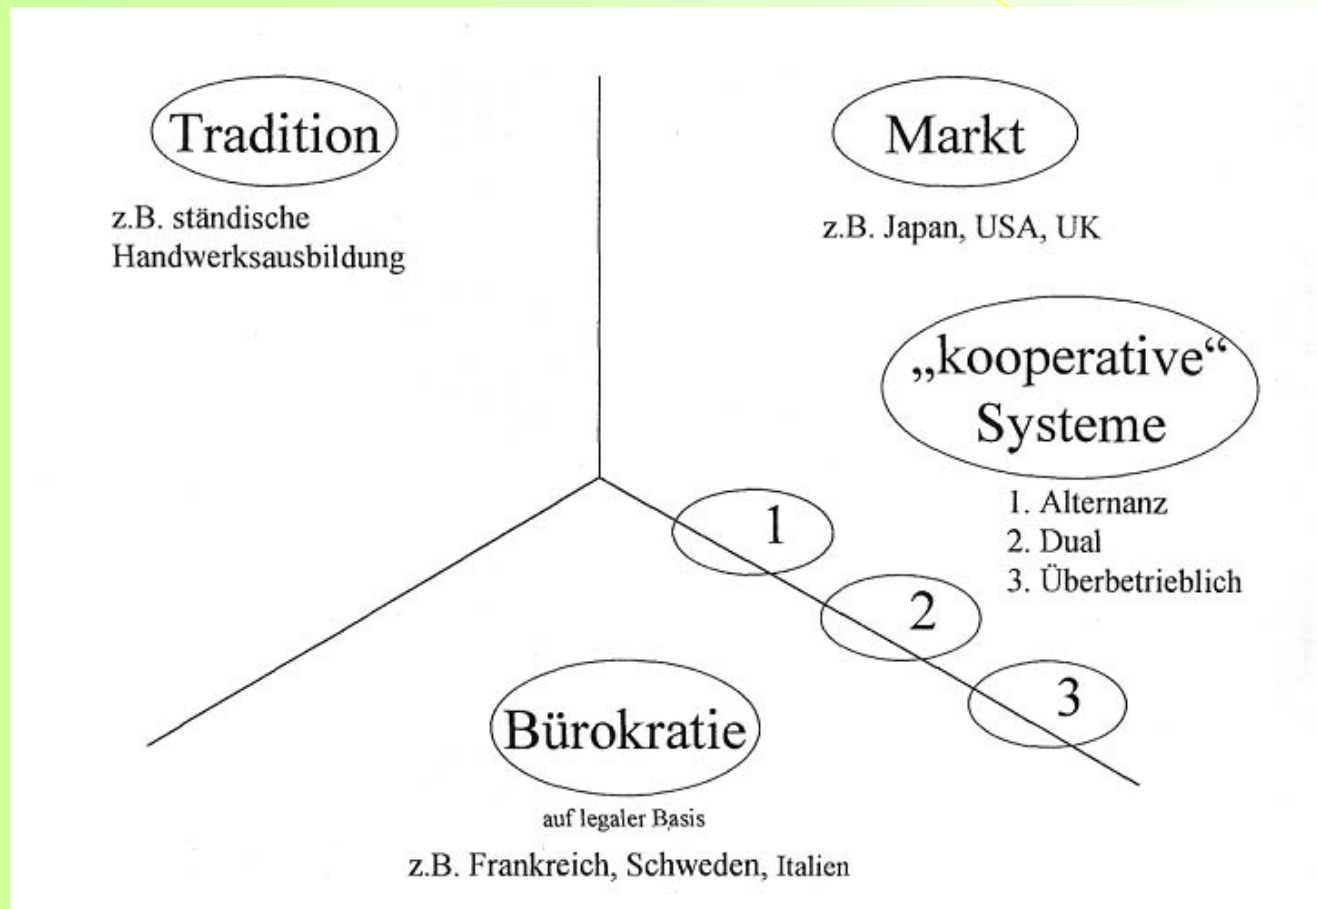 Tradition
z.B. ständische
Handwerksausbildung
Markt
z.B. Japan, USA, UK
„kooperative“
Systeme
1. Alternanz
2. Dual
3. Überbetrieblich
1
2
3
Bürokratie
auf legaler Basis
z.B. Frankreich, Schweden, Italien